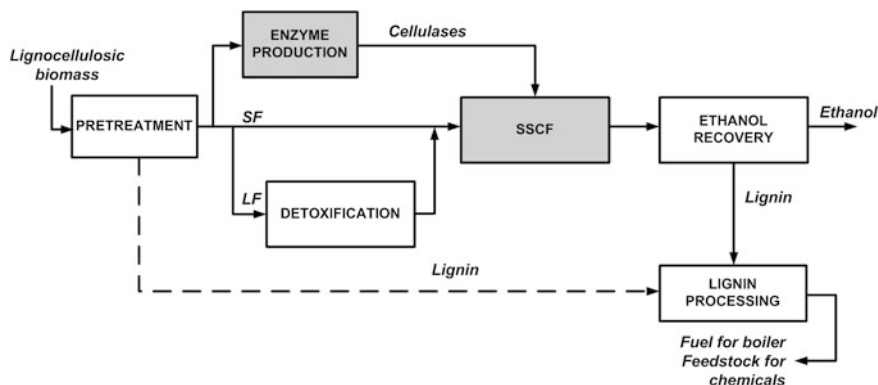 ENZYME
PRODUCTION
Cellulases
Lignocellulosic
biomass
PRETREATMENT
SF
SSCF
ETHANOL
RECOVERY
Ethanol
LF
DETOXIFICATION
Lignin
Lignin
LIGNIN
PROCESSING
Fuel for boiler
Feedstock for
chemicals